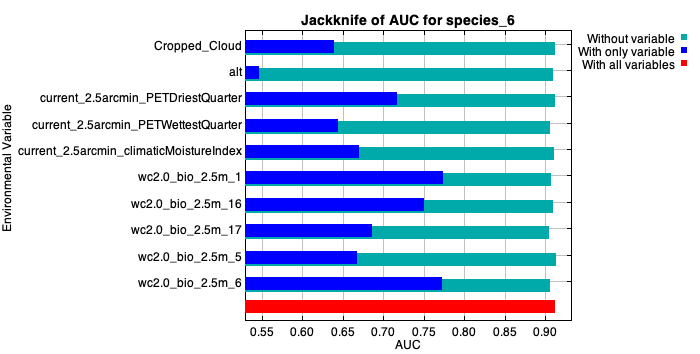 Jackknife of AUC for species_6
Environmental Variable
Cropped_Cloud
alt
current_2.5arcmin_PETDriestQuarter
current_2.5arcmin_PETWettestQuarter
current_2.5arcmin_climaticMoistureIndex
wc2.0_bio_2.5m_1
wc2.0_bio_2.5m_16
wc2.0_bio_2.5m_17
wc2.0_bio_2.5m_5
wc2.0_bio_2.5m_6
0.55 0.60 0.65 0.70 0.75 0.80 0.85 0.90
AUC
Without variable
With only variable
With all variables